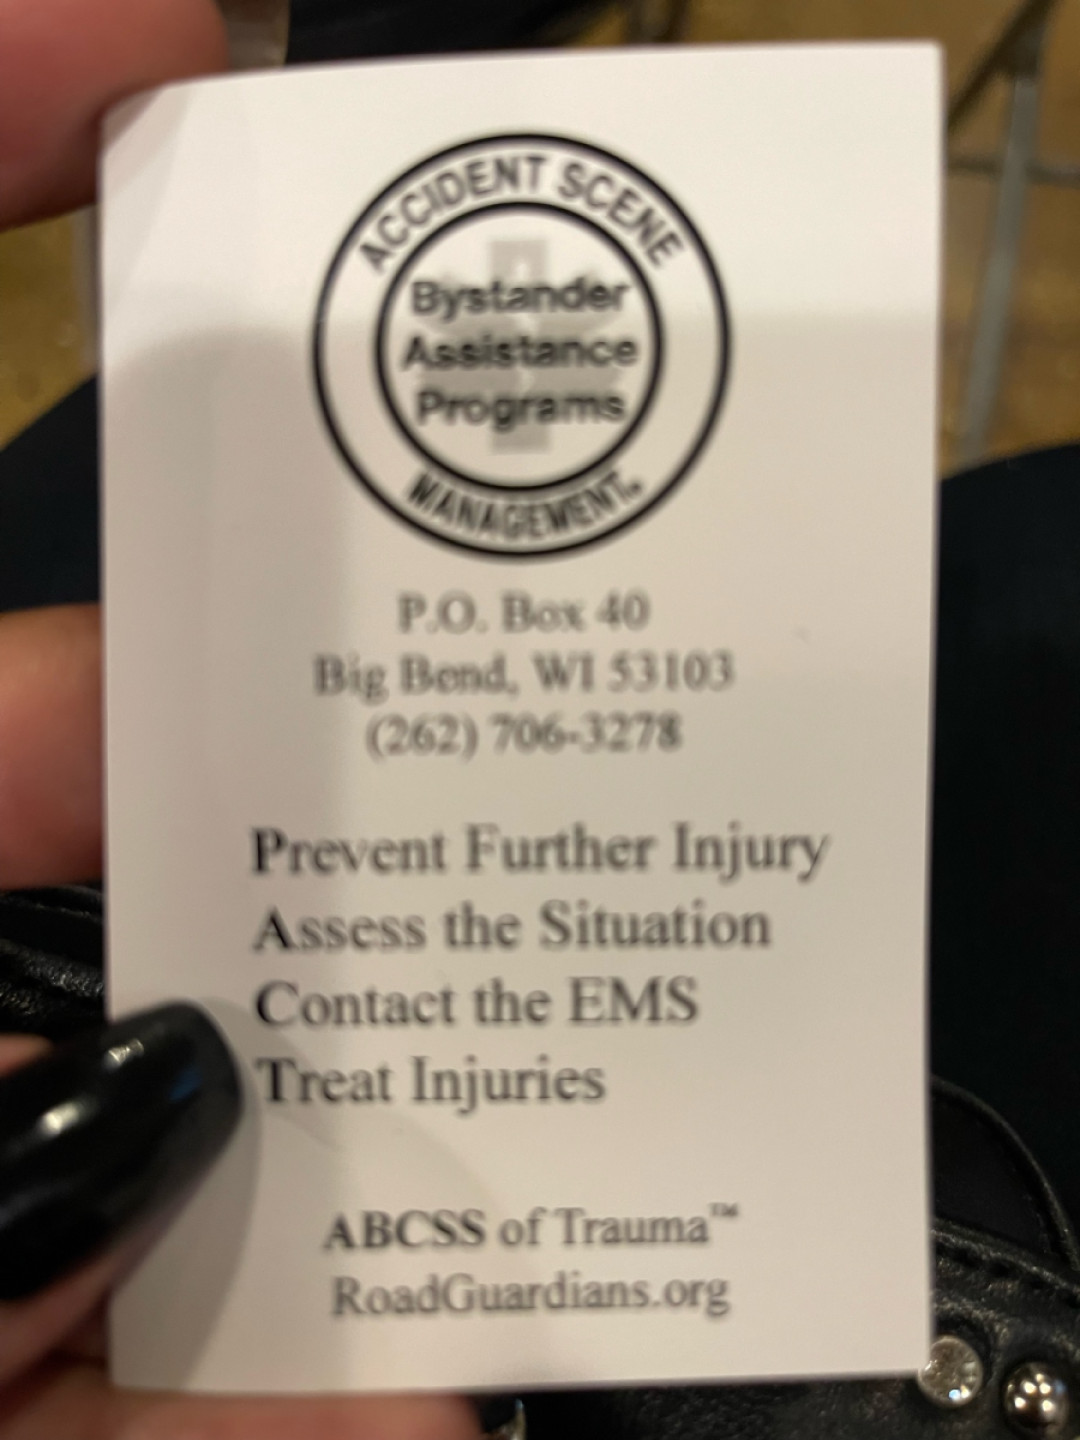 ACCIDENT SCENE
Bystander
Assistance
Programs
MANAGEMENT
P.O. Box 40
Big Bend, WI 53103
(262) 706-3278
Prevent Further Injury
Assess the Situation
Contact the EMS
Treat Injuries
ABCSS of Trauma™
RoadGuardians.org